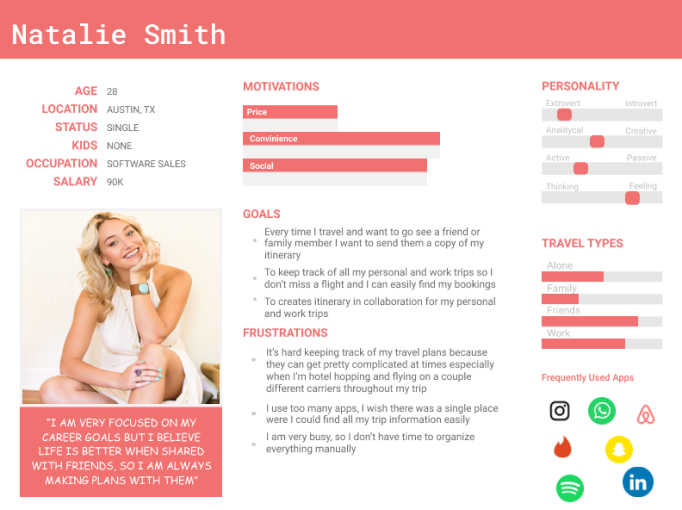 Natalie Smith
AGE 28
LOCATION AUSTIN, TX
STATUS SINGLE
KIDS NONE
OCCUPATION SOFTWARE SALES
SALARY 90K
"I AM VERY FOCUSED ON MY
CAREER GOALS BUT I BELIEVE
LIFE IS BETTER WHEN SHARED
WITH FRIENDS, SO I AM ALWAYS
MAKING PLANS WITH THEM"
MOTIVATIONS
Price
Convinience
Social
GOALS
Every time I travel and want to go see a friend or
family member I want to send them a copy of my
itinerary
To keep track of all my personal and work trips so I
don't miss a flight and I can easily find my bookings
To creates itinerary in collaboration for my personal
and work trips
FRUSTRATIONS
It's hard keeping track of my travel plans because
they can get pretty complicated at times especially
when I'm hotel hopping and flying on a couple
different carriers throughout my trip
I use too many apps, I wish there was a single place
were I could find all my trip information easily
I am very busy, so I don't have time to organize
everything manually
PERSONALITY
Extrovert Introvert
Analitycal Creative
Active Passive
Thinking Feeling
TRAVEL TYPES
Alone
Family
Friends
Work
Frequently Used Apps
in